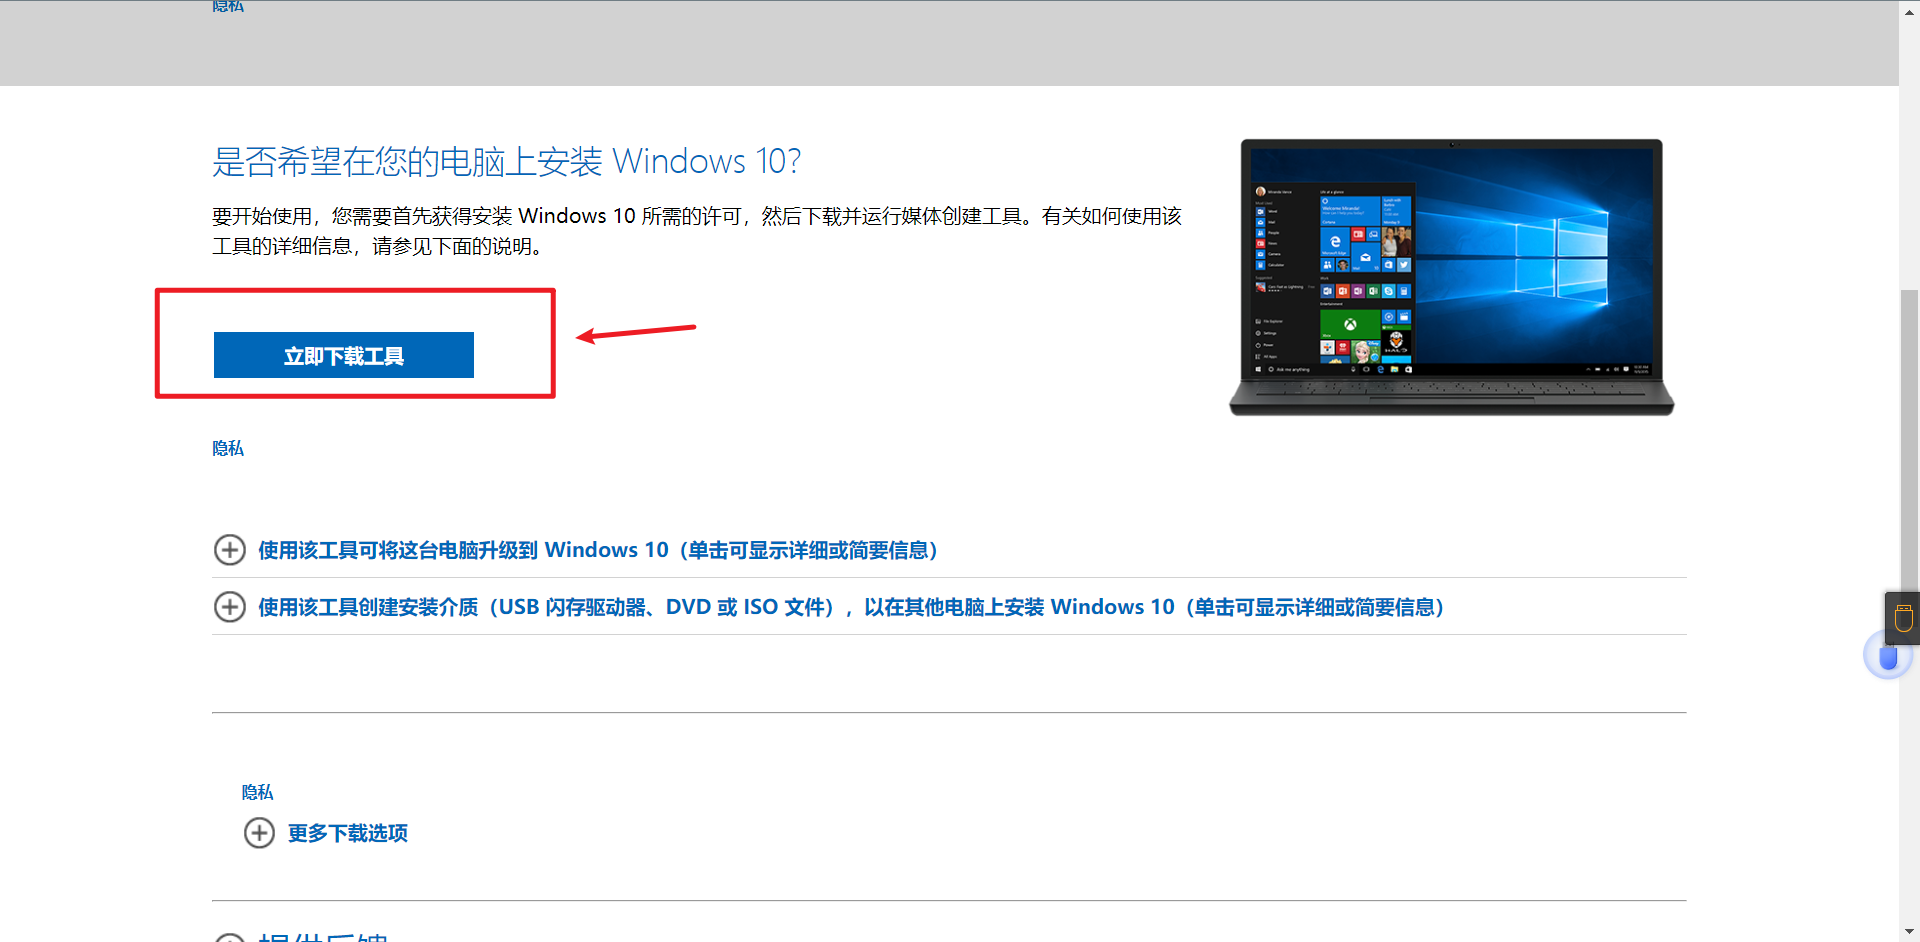 隐私
是否希望在您的电脑上安装 Windows 10？
要开始使用，您需要首先获得安装 Windows 10 所需的许可，然后下载并运行媒体创建工具。有关如何使用该
工具的详细信息，请参见下面的说明。
立即下载工具
隐私
使用该工具可将这台电脑升级到 Windows 10（单击可显示详细或简要信息）
使用该工具创建安装介质（USB 闪存驱动器、DVD 或 ISO 文件），以在其他电脑上安装 Windows 10（单击可显示详细或简要信息）
隐私
更多下载选项
提供反馈